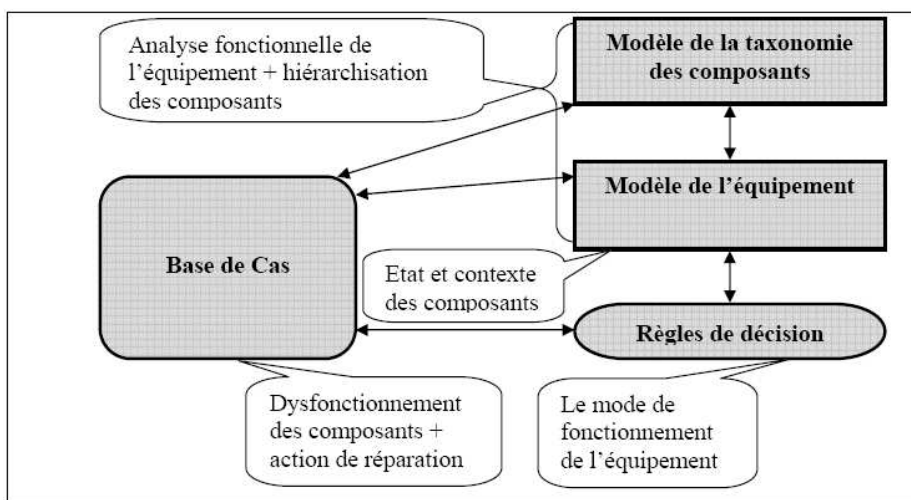 Analyse fonctionnelle de
l’équipement + hiérarchisation
des composants
Modèle de la taxonomie
des composants
Modèle de l’équipement
Base de Cas
Etat et contexte
des composants
Règles de décision
Dysfonctionnement
des composants +
action de réparation
Le mode de
fonctionnement
de l’équipement